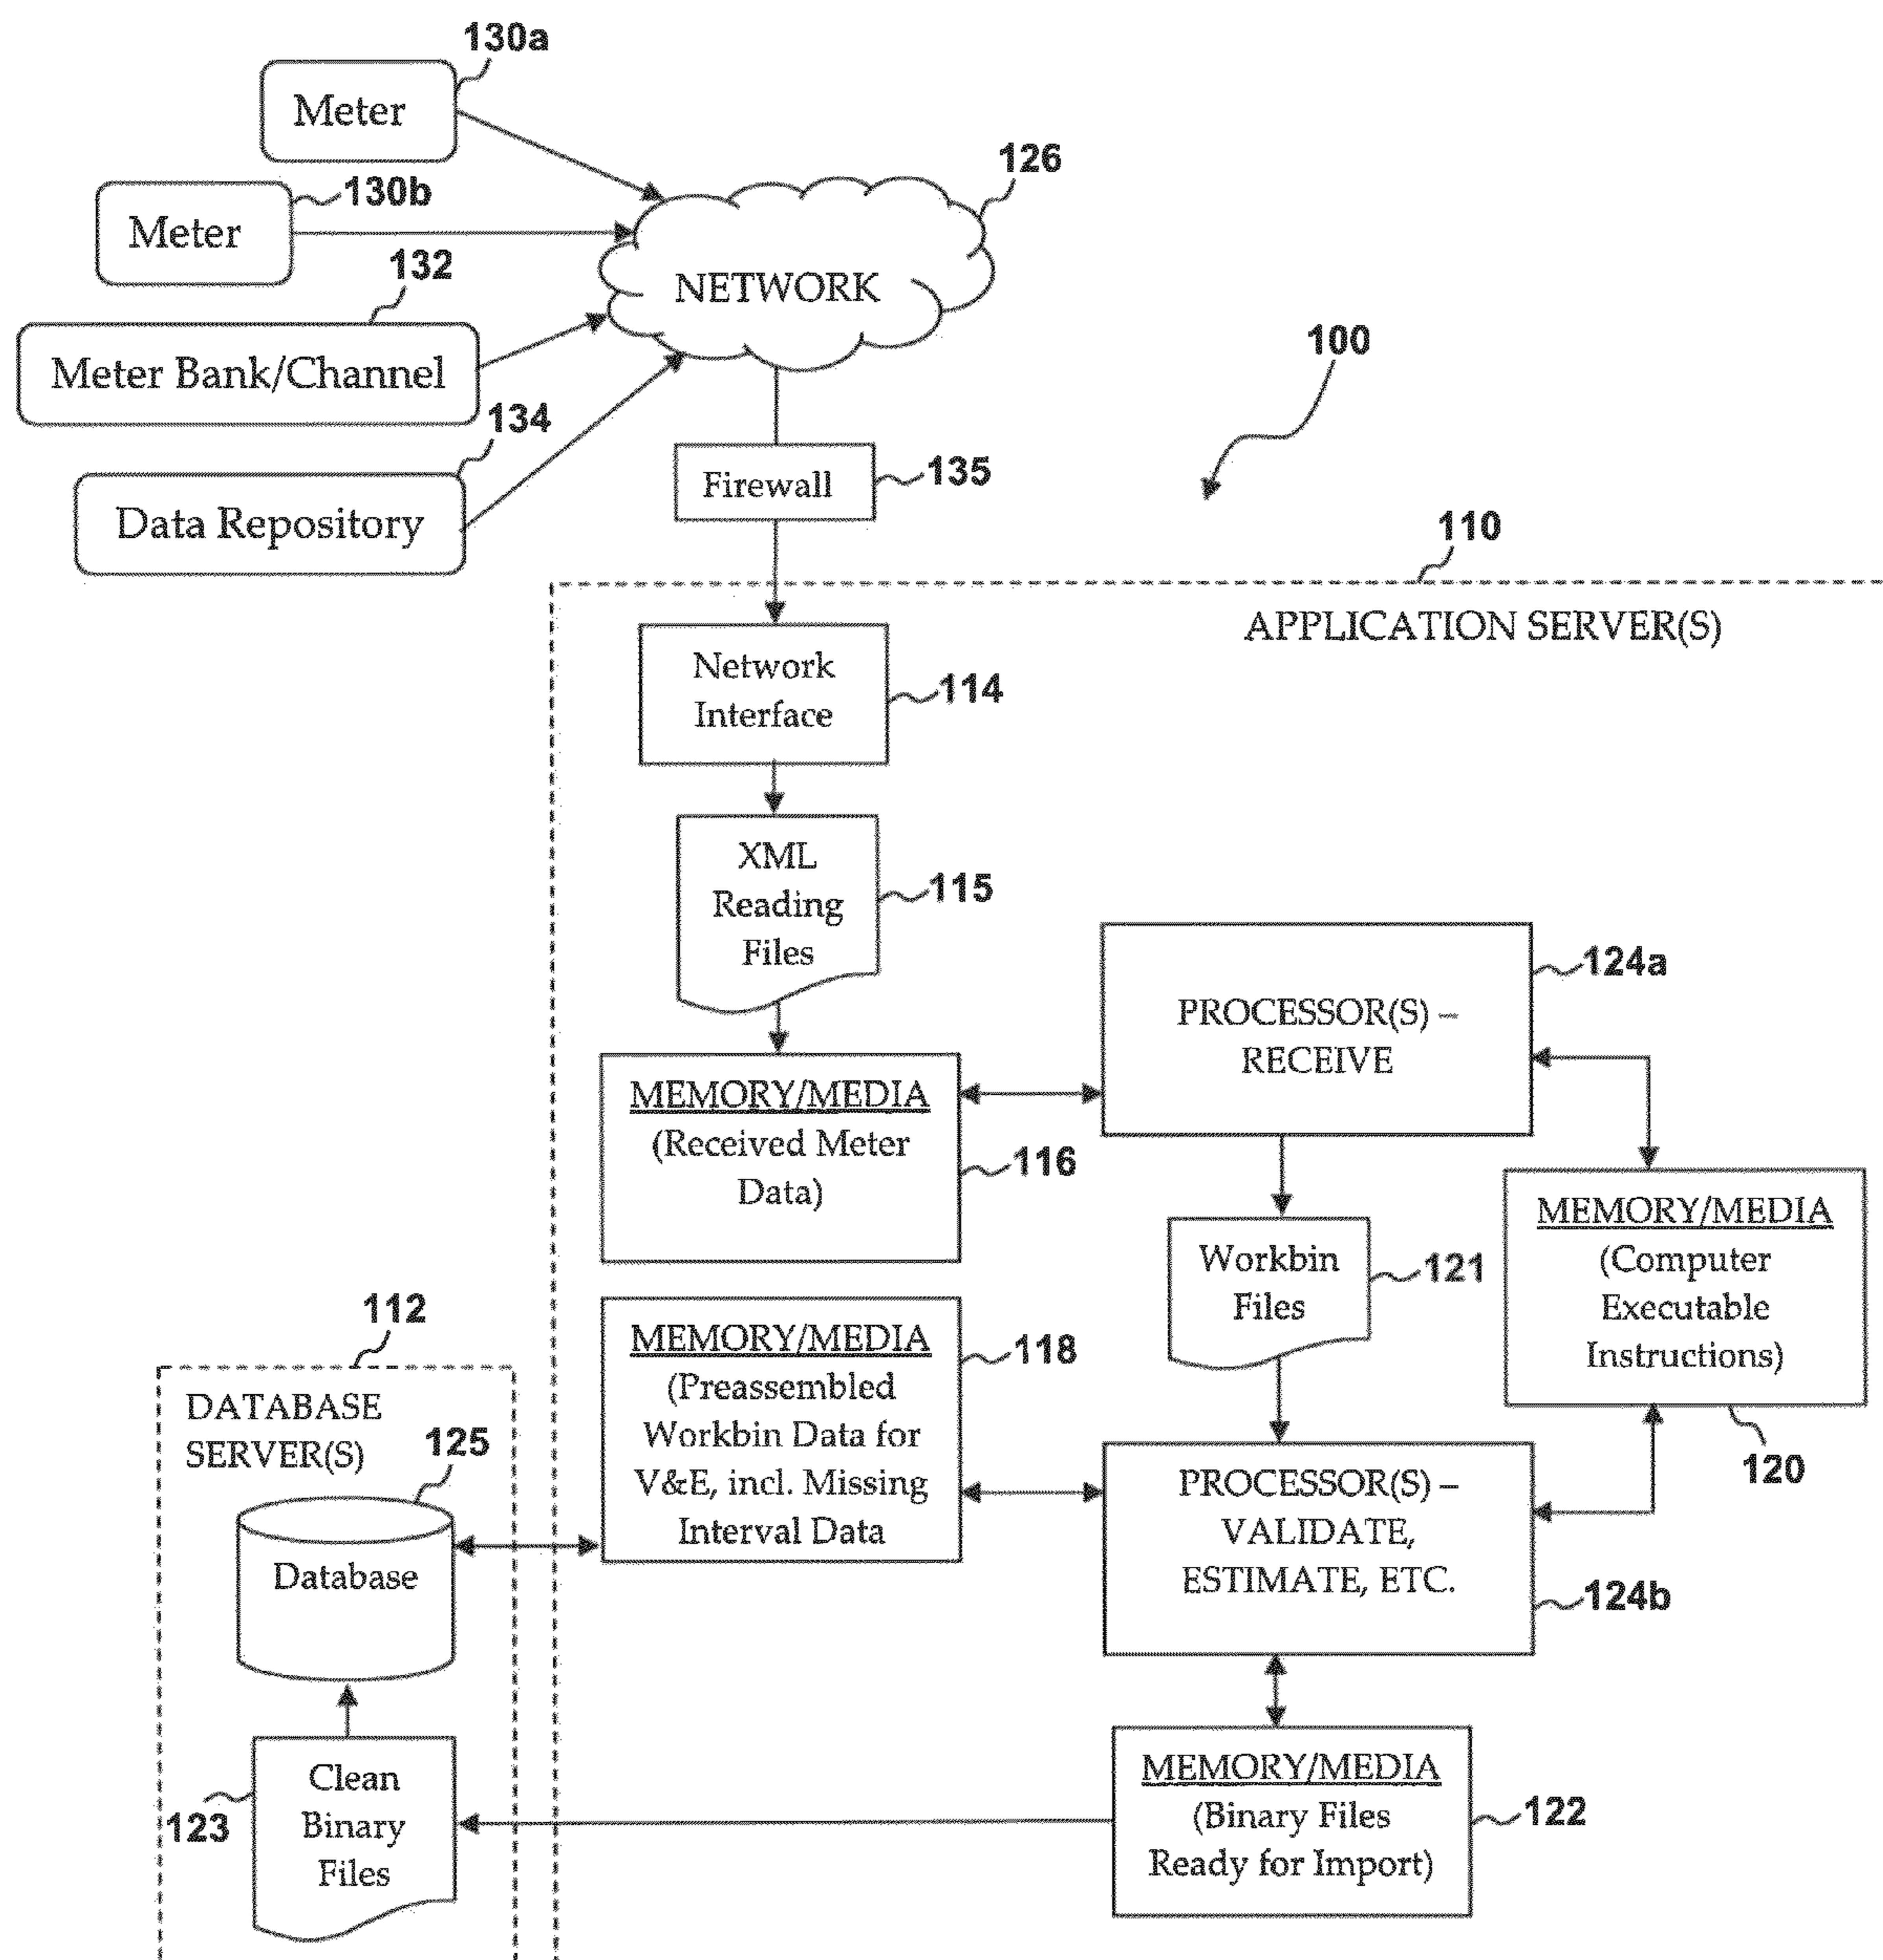 130a
Meter
126
130b
Meter
132
NETWORK
100
Meter Bank/Channel
134
Firewall
135
Data Repository
110
APPLICATION SERVER(S)
Network
Interface
114
XML
Reading
Files
115
124a
PROCESSOR(S) –
RECEIVE
MEMORY/MEDIA
(Received Meter
Data)
116
MEMORY/MEDIA
(Computer
Executable
Instructions)
120
Workbin
Files
121
112
MEMORY/MEDIA
(Preassembled
Workbin Data for
V&E, incl. Missing
Interval Data
118
DATABASE
SERVER(S)
125
Database
PROCESSOR(S) –
VALIDATE,
ESTIMATE, ETC.
124b
Clean
Binary
Files
123
MEMORY/MEDIA
(Binary Files
Ready for Import)
122